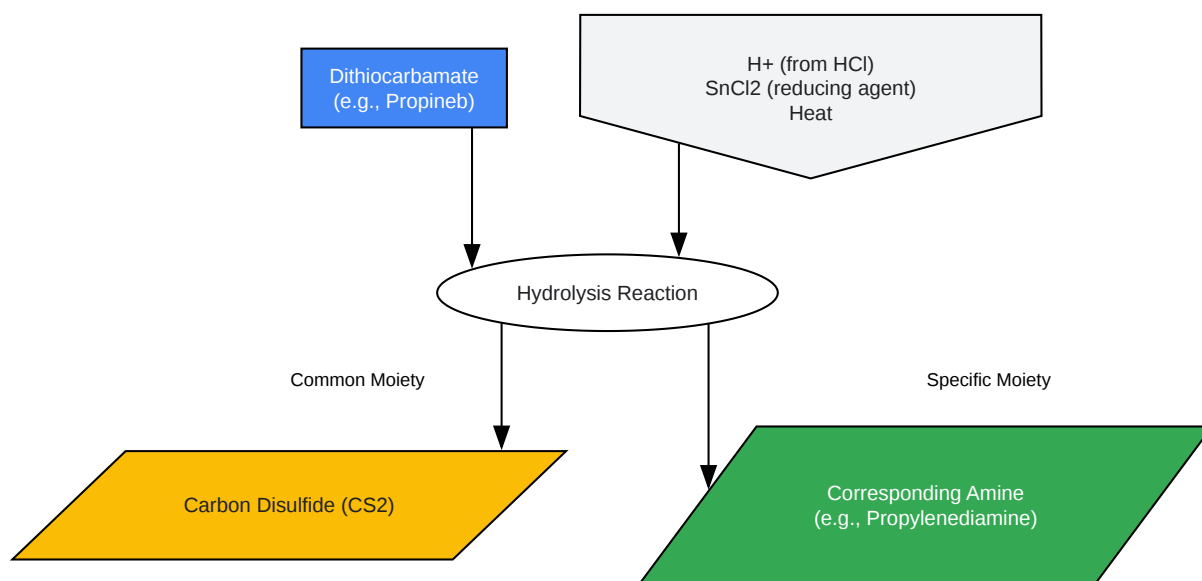 Dithiocarbamate
(e.g., Propineb)
H+ (from HCl)
SnCl2 (reducing agent)
Heat
Hydrolysis Reaction
Common Moiety
Specific Moiety
Carbon Disulfide (CS2)
Corresponding Amine
(e.g., Propylenediamine)